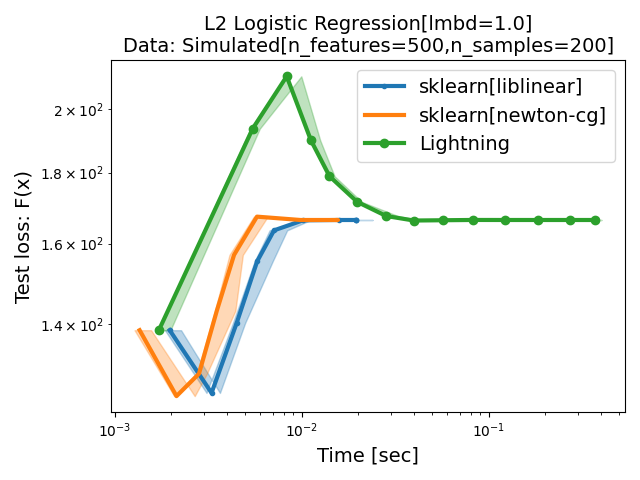 L2 Logistic Regression[lmbd=1.0]
Data: Simulated[n_features=500,n_samples=200]
sklearn[liblinear]
sklearn[newton-cg]
Lightning
Test loss: F(x)
2 × 10²
1.8 × 10²
1.6 × 10²
1.4 × 10²
10⁻³
10⁻²
10⁻¹
Time [sec]